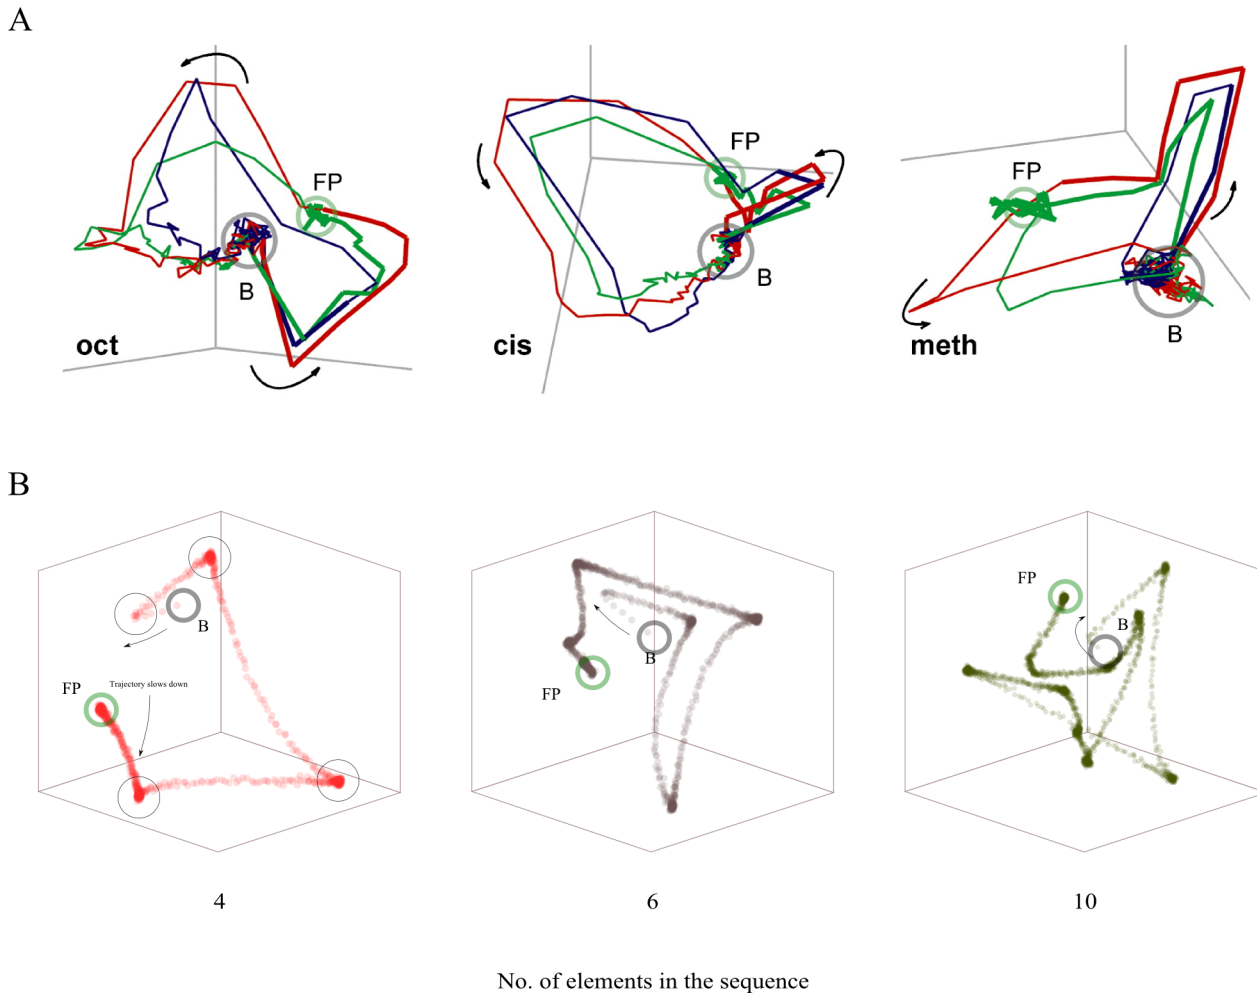 A
FP
B
oct
FP
B
cis
FP
B
meth
B
B
FP
Trajectory slows down
B
FP
FP
B
4
6
10
No. of elements in the sequence